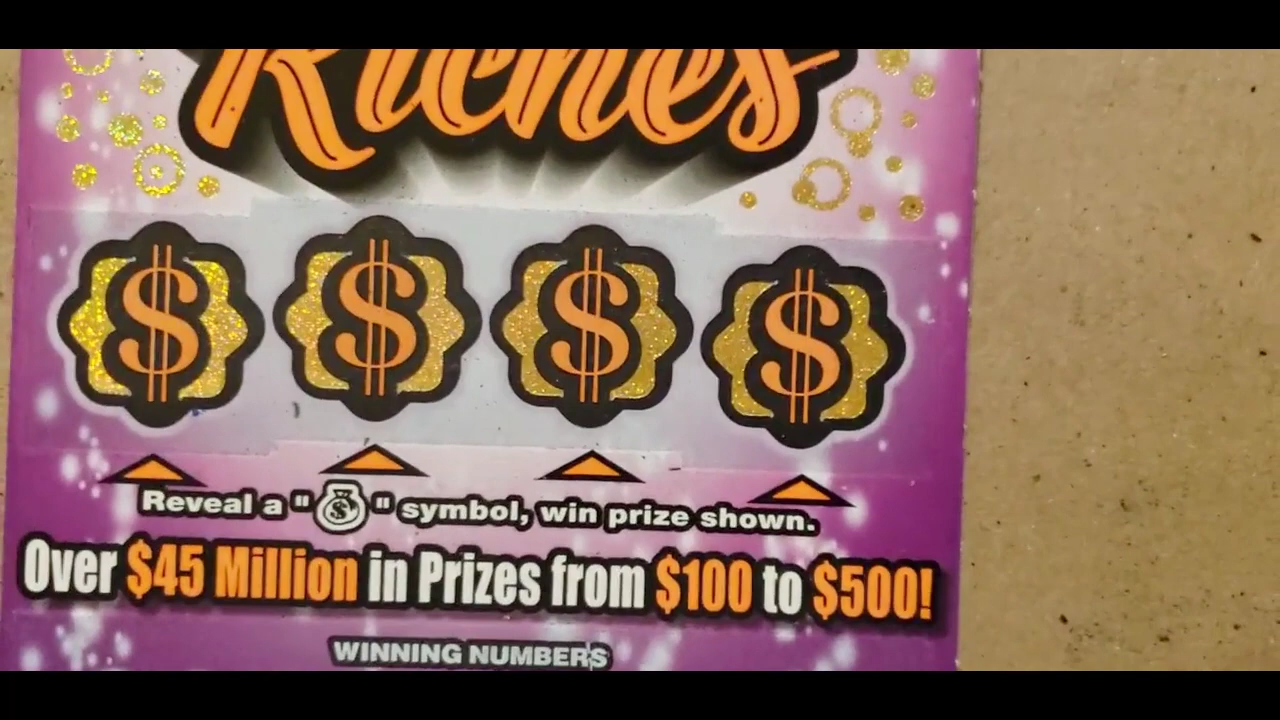 Riches
$ $ $ $
Reveal a "$" symbol, win prize shown.
Over $45 Million in Prizes from $100 to $500!
WINNING NUMBERS